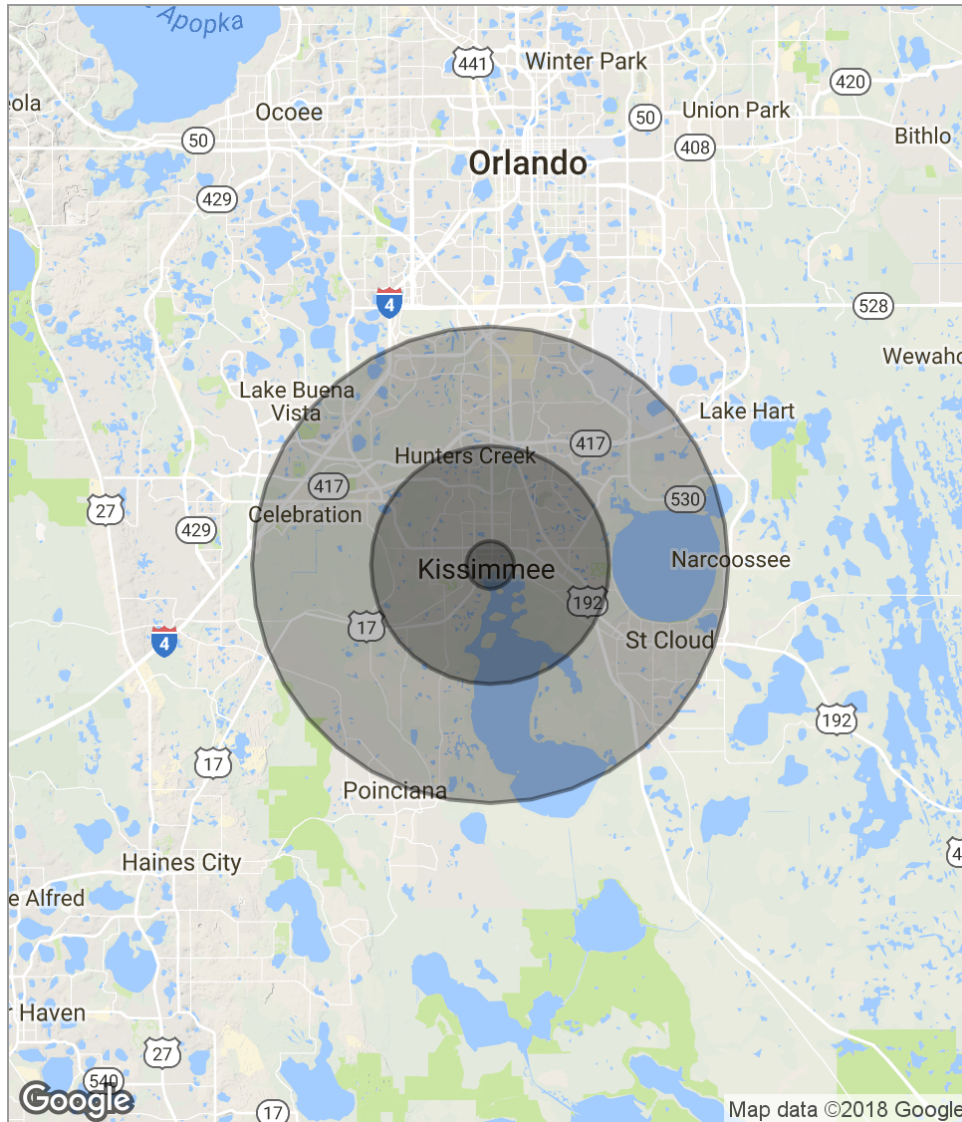 Apopka
441
Winter Park
420
eola
Ocoee
50
Union Park
50
408
Bithlo
Orlando
429
4
528
Wewaho
Lake Buena
Vista
Lake Hart
Hunters Creek
417
417
530
27
429
Celebration
Kissimmee
Narcoossee
192
17
4
St Cloud
192
17
Poinciana
Haines City
4
e Alfred
r Haven
27
540
Google
17
Map data ©2018 Google